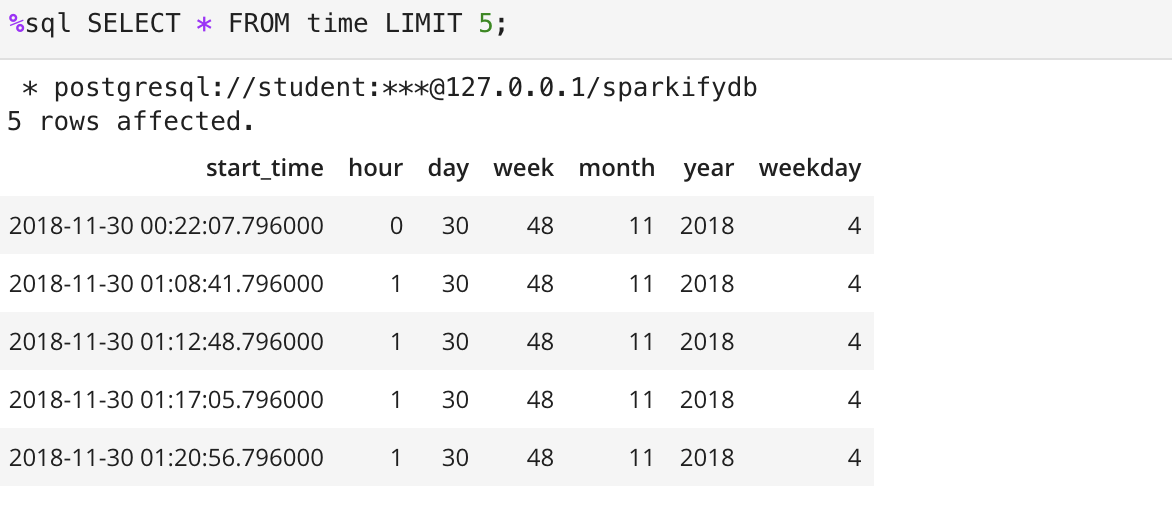 %sql SELECT * FROM time LIMIT 5;
* postgresql://student:***@127.0.0.1/sparkifydb
5 rows affected.
start_time hour day week month year weekday
2018-11-30 00:22:07.796000 0 30 48 11 2018 4
2018-11-30 01:08:41.796000 1 30 48 11 2018 4
2018-11-30 01:12:48.796000 1 30 48 11 2018 4
2018-11-30 01:17:05.796000 1 30 48 11 2018 4
2018-11-30 01:20:56.796000 1 30 48 11 2018 4